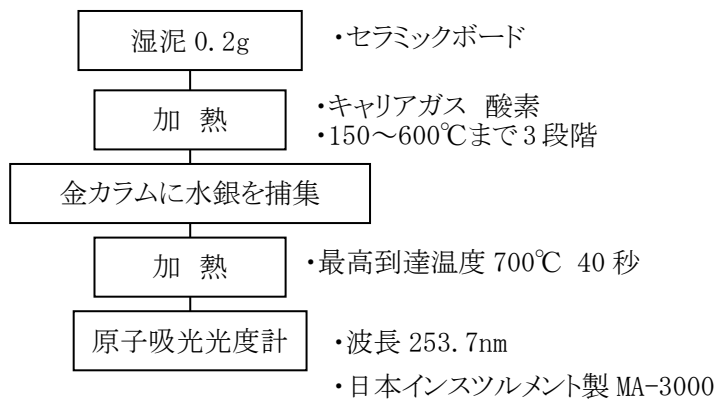 湿泥 0.2g
・セラミックボード
加 熱
・キャリアガス 酸素
・150～600℃まで3段階
金カラムに水銀を捕集
加 熱
・最高到達温度 700℃ 40 秒
原子吸光光度計
・波長 253.7nm
・日本インスツルメント製 MA-3000